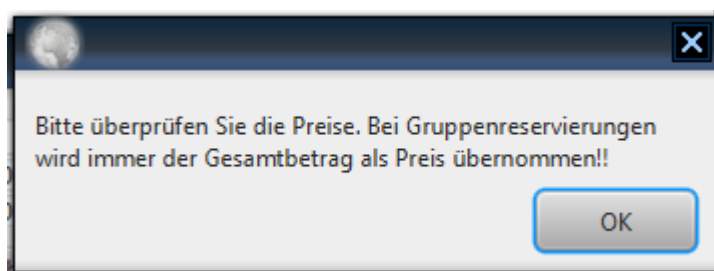 Bitte überprüfen Sie die Preise. Bei Gruppenreservierungen
wird immer der Gesamtbetrag als Preis übernommen!!
OK